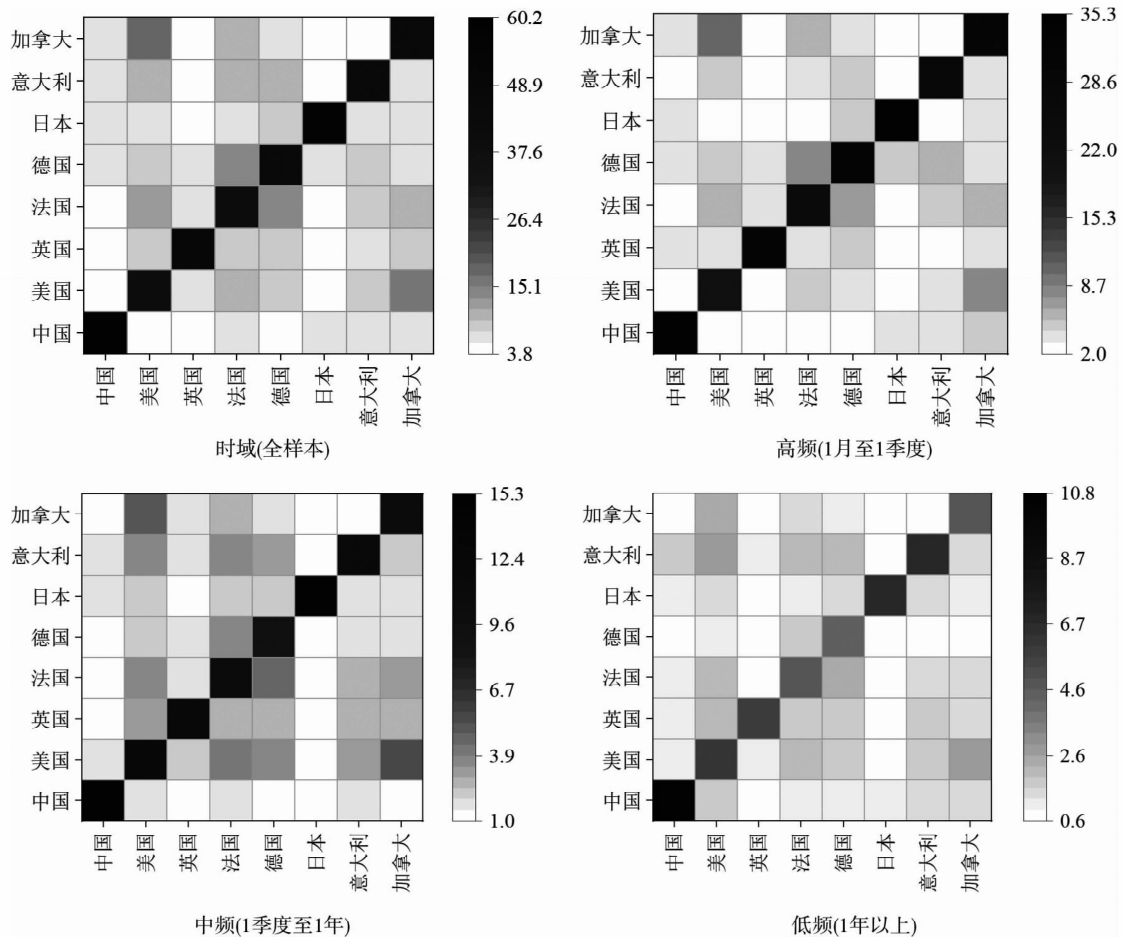 加拿大
意大利
日本
德国
法国
英国
美国
中国
中国
美国
英国
法国
德国
日本
意大利
加拿大
60.2
48.9
37.6
26.4
15.1
3.8
时域(全样本)
加拿大
意大利
日本
德国
法国
英国
美国
中国
中国
美国
英国
法国
德国
日本
意大利
加拿大
35.3
28.6
22.0
15.3
8.7
2.0
高频(1月至1季度)
加拿大
意大利
日本
德国
法国
英国
美国
中国
中国
美国
英国
法国
德国
日本
意大利
加拿大
15.3
12.4
9.6
6.7
3.9
1.0
中频(1季度至1年)
加拿大
意大利
日本
德国
法国
英国
美国
中国
中国
美国
英国
法国
德国
日本
意大利
加拿大
10.8
8.7
6.7
4.6
2.6
0.6
低频(1年以上)